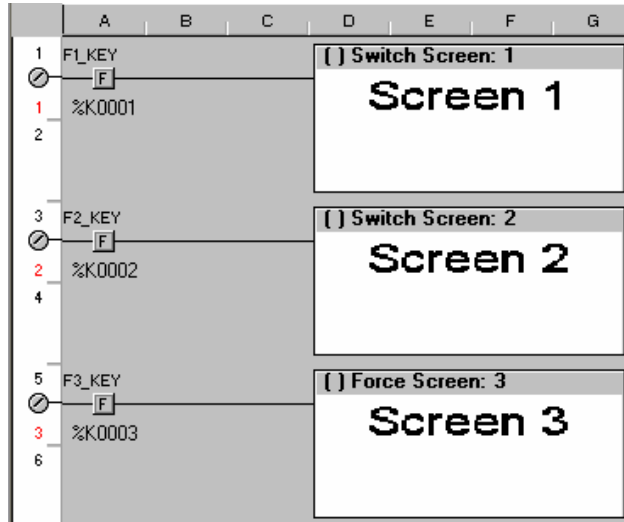 A B C D E F G
1 F1_KEY ( ) Switch Screen: 1
F Screen 1
1 %K0001
2
3 F2_KEY ( ) Switch Screen: 2
F Screen 2
2 %K0002
4
5 F3_KEY ( ) Force Screen: 3
F Screen 3
3 %K0003
6